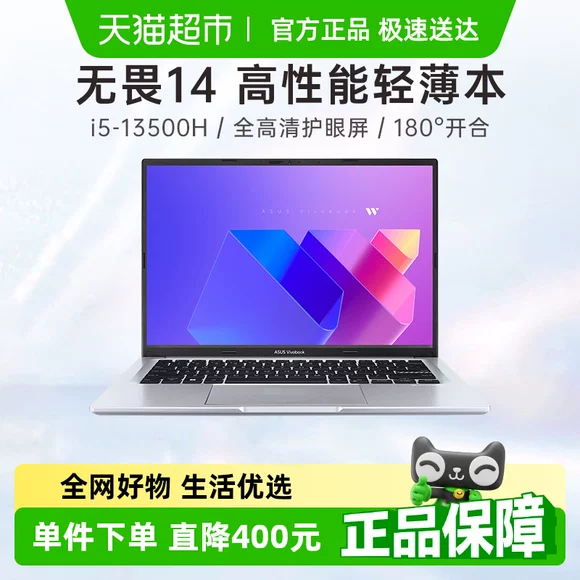 天猫超市 官方正品 极速送达
无畏14 高性能轻薄本
i5-13500H / 全高清护眼屏 / 180°开合
ASUS Vivobook
ASUS Vivobook
全网好物 生活优选
单件下单 直降400元
正品保障